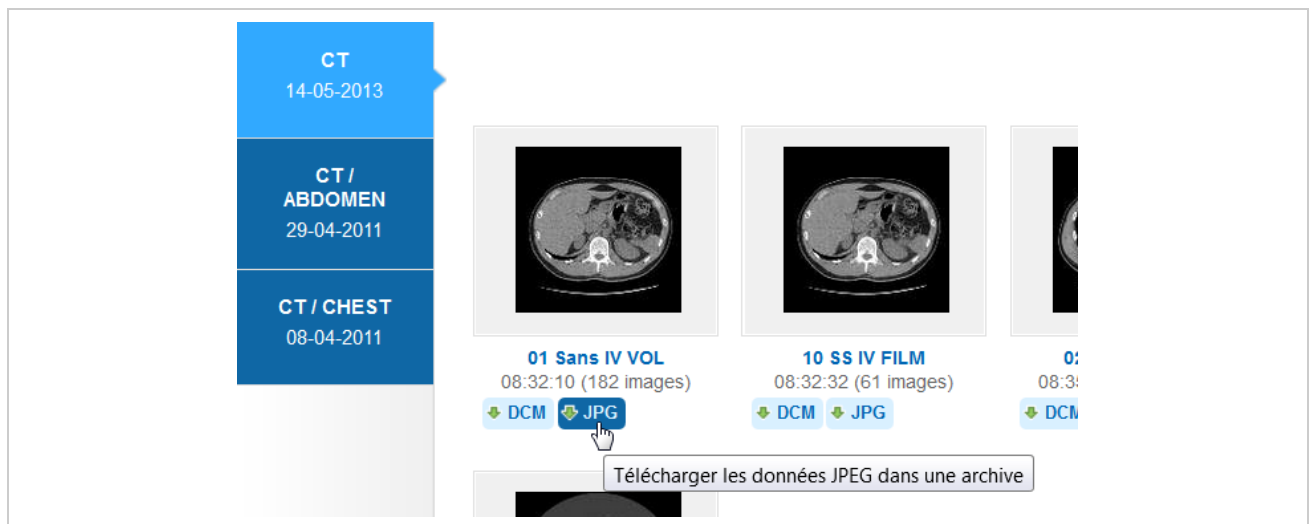 CT
14-05-2013
CT /
ABDOMEN
29-04-2011
CT / CHEST
08-04-2011
01 Sans IV VOL
08:32:10 (182 images)
DCM JPG
10 SS IV FILM
08:32:32 (61 images)
DCM JPG
Télécharger les données JPEG dans une archive